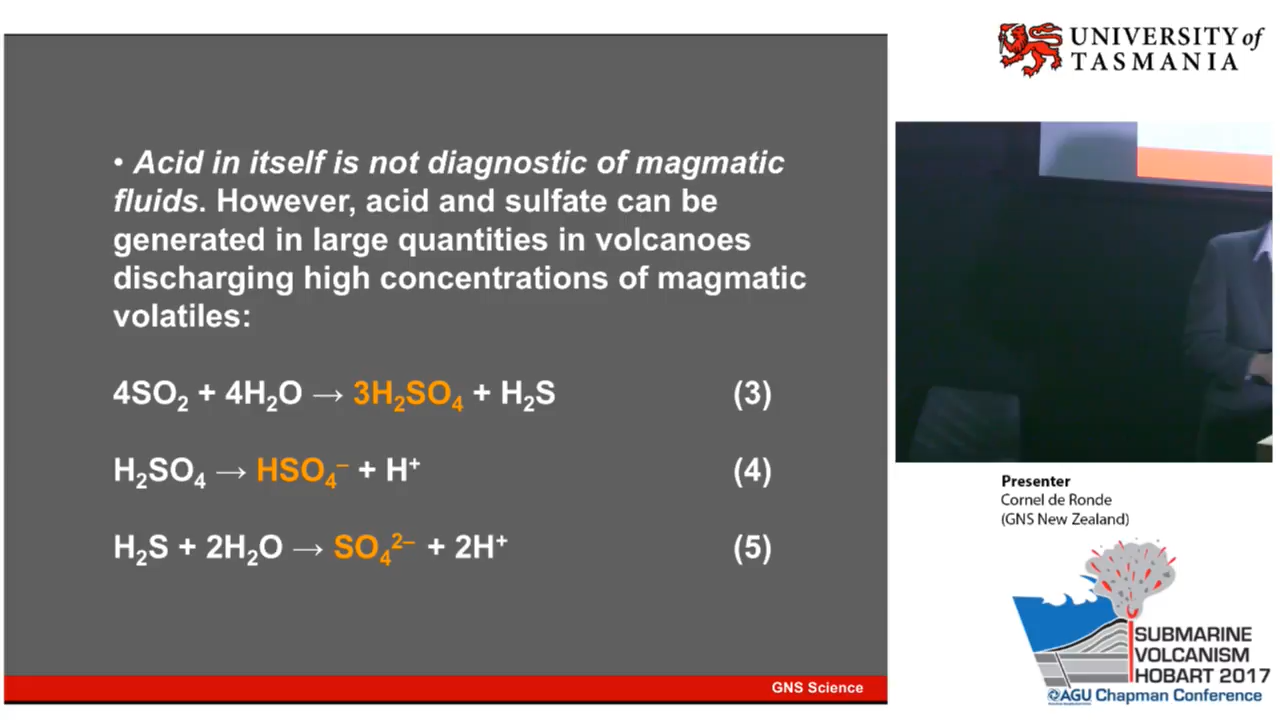 UNIVERSITY of
TASMANIA
• Acid in itself is not diagnostic of magmatic
fluids. However, acid and sulfate can be
generated in large quantities in volcanoes
discharging high concentrations of magmatic
volatiles:
4SO₂ + 4H₂O → 3H₂SO₄ + H₂S (3)
H₂SO₄ → HSO₄⁻ + H⁺ (4)
H₂S + 2H₂O → SO₄²⁻ + 2H⁺ (5)
GNS Science
Presenter
Cornel de Ronde
(GNS New Zealand)
SUBMARINE
VOLCANISM
HOBART 2017
AGU Chapman Conference